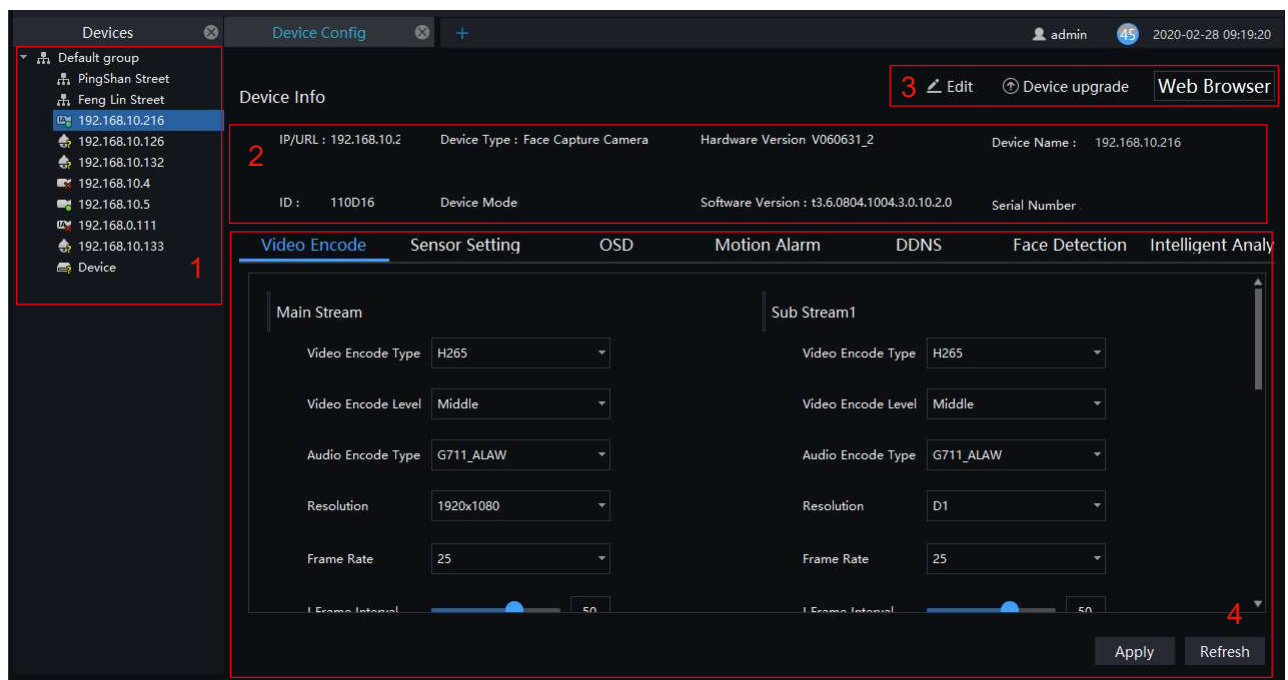 Devices
Device Config
+
admin
45
2020-02-28 09:19:20
Default group
PingShan Street
Feng Lin Street
192.168.10.216
192.168.10.126
192.168.10.132
192.168.10.4
192.168.10.5
192.168.0.111
192.168.10.133
Device
1
Device Info
3
Edit
Device upgrade
Web Browser
2
IP/URL : 192.168.10.2
Device Type : Face Capture Camera
Hardware Version V060631_2
Device Name : 192.168.10.216
ID : 110D16
Device Mode
Software Version : t3.6.0804.1004.3.0.10.2.0
Serial Number
Video Encode
Sensor Setting
OSD
Motion Alarm
DDNS
Face Detection
Intelligent Analy
Main Stream
Sub Stream1
Video Encode Type H265
Video Encode Type H265
Video Encode Level Middle
Video Encode Level Middle
Audio Encode Type G711_ALAW
Audio Encode Type G711_ALAW
Resolution 1920x1080
Resolution D1
Frame Rate 25
Frame Rate 25
I Frame Interval 50
I Frame Interval 50
4
Apply
Refresh